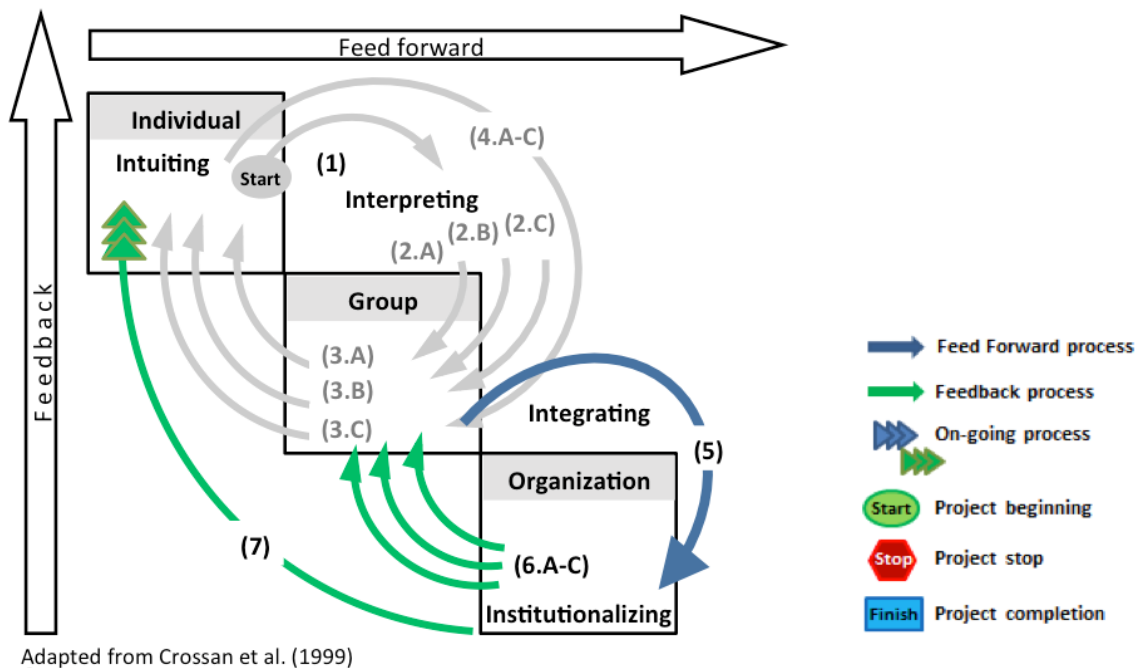 Feed forward
Feedback
Individual
Intuiting
Start
(1)
(4.A-C)
Interpreting
(2.A)
(2.B)
(2.C)
Group
(3.A)
(3.B)
(3.C)
Integrating
(5)
Organization
(6.A-C)
Institutionalizing
(7)
Feed Forward process
Feedback process
On-going process
Start
Project beginning
Stop
Project stop
Finish
Project completion
Adapted from Crossan et al. (1999)